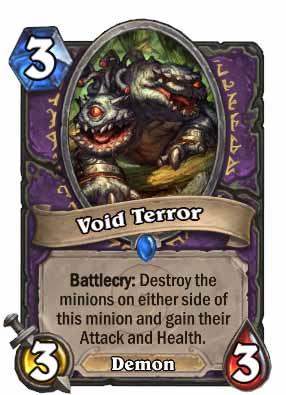 3
Void Terror
Battlecry: Destroy the
minions on either side of
this minion and gain their
Attack and Health.
3 Demon 3